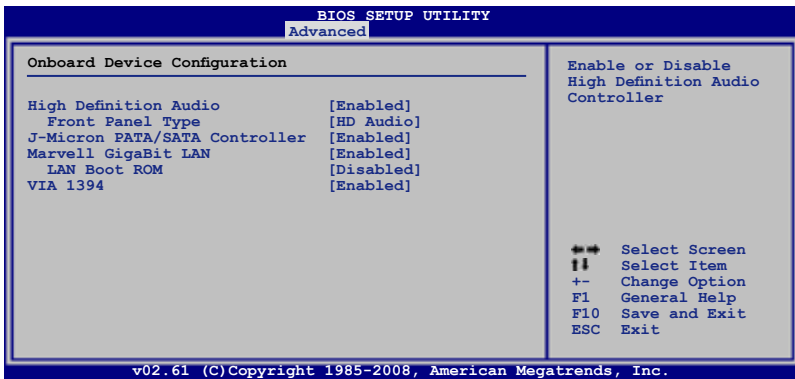 BIOS SETUP UTILITY
Advanced
Onboard Device Configuration
High Definition Audio [Enabled]
Front Panel Type [HD Audio]
J-Micron PATA/SATA Controller [Enabled]
Marvell GigaBit LAN [Enabled]
LAN Boot ROM [Disabled]
VIA 1394 [Enabled]
Enable or Disable
High Definition Audio
Controller
←→ Select Screen
↑↓ Select Item
+- Change Option
F1 General Help
F10 Save and Exit
ESC Exit
v02.61 (C)Copyright 1985-2008, American Megatrends, Inc.